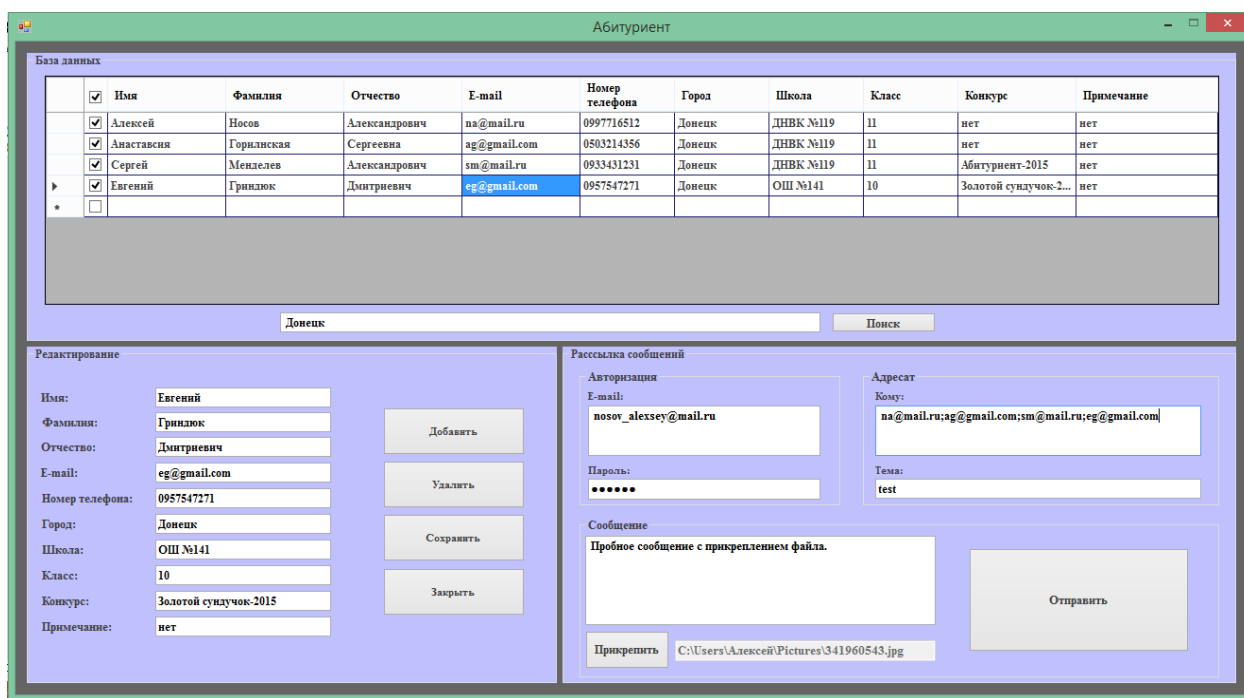 Абитуриент
База данных
Имя Фамилия Отчество E-mail Номер телефона Город Школа Класс Конкурс Примечание
Алексей Носов Александрович na@mail.ru 0997716512 Донецк ДНВК №119 11 нет нет
Анастасия Горилнская Сергеевна ag@gmail.com 0503214356 Донецк ДНВК №119 11 нет нет
Сергей Менделев Александрович sm@mail.ru 0933431231 Донецк ДНВК №119 11 Абитуриент-2015 нет
Евгений Гриндюк Дмитриевич eg@gmail.com 0957547271 Донецк ОШ №141 10 Золотой сундучок-2... нет
Донецк Поиск
Редактирование
Имя: Евгений
Фамилия: Гриндюк
Отчество: Дмитриевич
E-mail: eg@gmail.com
Номер телефона: 0957547271
Город: Донецк
Школа: ОШ №141
Класс: 10
Конкурс: Золотой сундучок-2015
Примечание: нет
Добавить
Удалить
Сохранить
Закрыть
Расссылка сообщений
Авторизация
E-mail:
nosov_alexsey@mail.ru
Пароль:
●●●●●●
Адресат
Кому:
na@mail.ru;ag@gmail.com;sm@mail.ru;eg@gmail.com
Тема:
test
Сообщение
Пробное сообщение с прикреплением файла.
Прикрепить C:\Users\Алексей\Pictures\341960543.jpg
Отправить